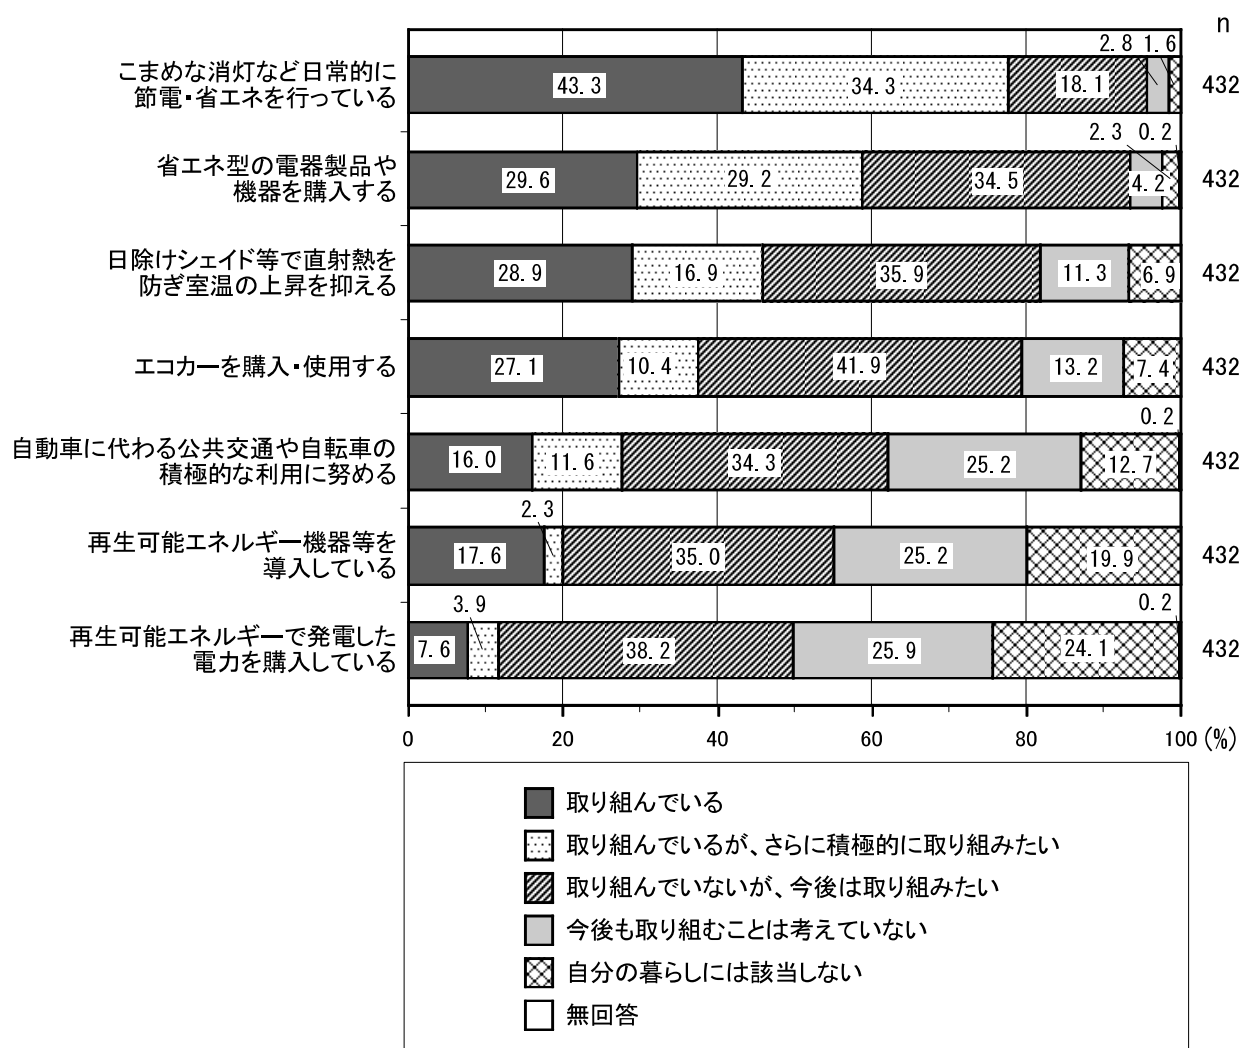 n
2.8 1.6
こまめな消灯など日常的に
節電・省エネを行っている
43.3 34.3 18.1 432
2.3 0.2
省エネ型の電器製品や
機器を購入する
29.6 29.2 34.5 4.2 432
日除けシェイド等で直射熱を
防ぎ室温の上昇を抑える
28.9 16.9 35.9 11.3 6.9 432
エコカーを購入・使用する 27.1 10.4 41.9 13.2 7.4 432
0.2
自動車に代わる公共交通や自転車の
積極的な利用に努める
16.0 11.6 34.3 25.2 12.7 432
2.3
再生可能エネルギー機器等を
導入している
17.6 35.0 25.2 19.9 432
3.9 0.2
再生可能エネルギーで発電した
電力を購入している
7.6 38.2 25.9 24.1 432
0 20 40 60 80 100 (%)
取り組んでいる
取り組んでいるが、さらに積極的に取り組みたい
取り組んでいないが、今後は取り組みたい
今後も取り組むことは考えていない
自分の暮らしには該当しない
無回答